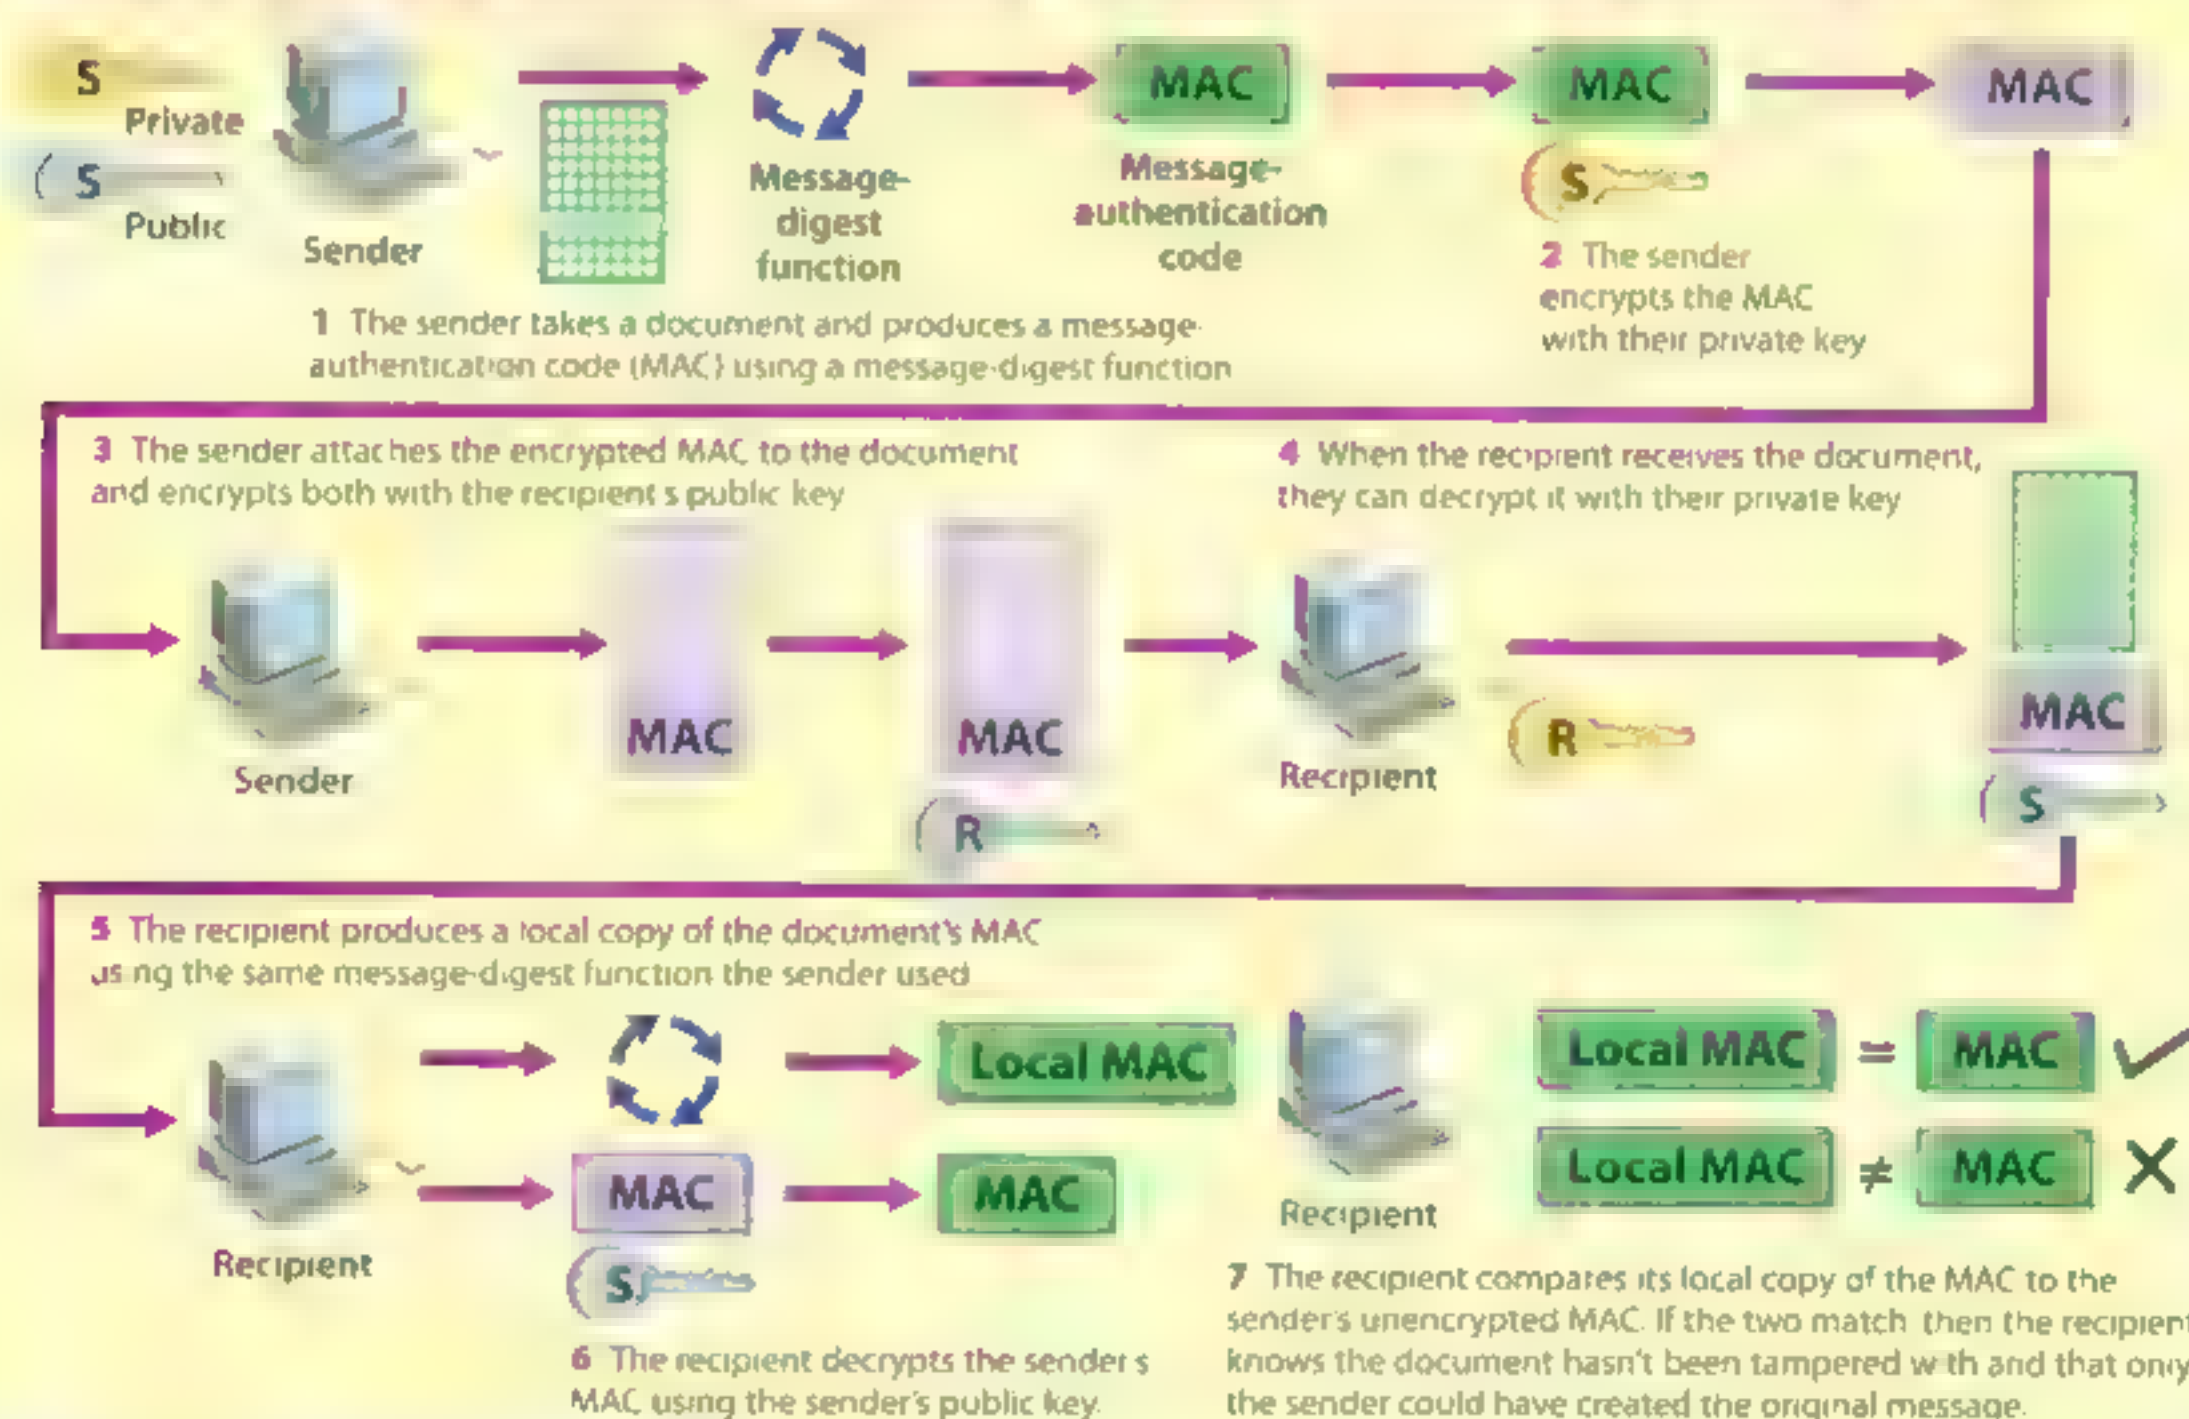 S
Private
S
Public
Sender
Message-
digest
function
MAC
Message-
authentication
code
MAC
S
MAC
1 The sender takes a document and produces a message-
authentication code (MAC) using a message-digest function
2 The sender
encrypts the MAC
with their private key
3 The sender attaches the encrypted MAC to the document
and encrypts both with the recipient's public key
4 When the recipient receives the document,
they can decrypt it with their private key
Sender
MAC
MAC
R
Recipient
R
MAC
S
5 The recipient produces a local copy of the document's MAC
using the same message-digest function the sender used
Recipient
Local MAC
MAC
S
MAC
6 The recipient decrypts the sender's
MAC using the sender's public key.
Recipient
Local MAC = MAC ✓
Local MAC ≠ MAC ✕
7 The recipient compares its local copy of the MAC to the
sender's unencrypted MAC. If the two match then the recipient
knows the document hasn't been tampered with and that only
the sender could have created the original message.